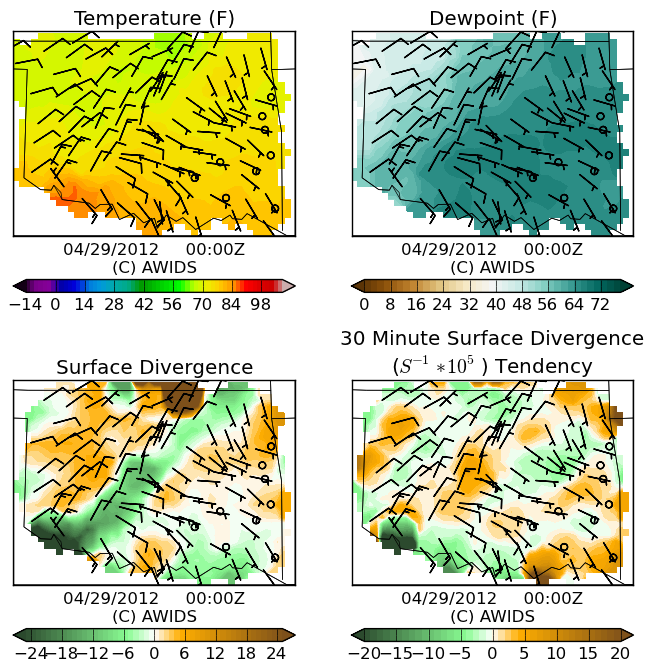 Temperature (F)
Dewpoint (F)
04/29/2012 00:00Z
(C) AWIDS
04/29/2012 00:00Z
(C) AWIDS
−14 0 14 28 42 56 70 84 98
0 8 16 24 32 40 48 56 64 72
Surface Divergence
30 Minute Surface Divergence
(S⁻¹ *10⁵ ) Tendency
04/29/2012 00:00Z
(C) AWIDS
04/29/2012 00:00Z
(C) AWIDS
−24 −18 −12 −6 0 6 12 18 24
−20 −15 −10 −5 0 5 10 15 20